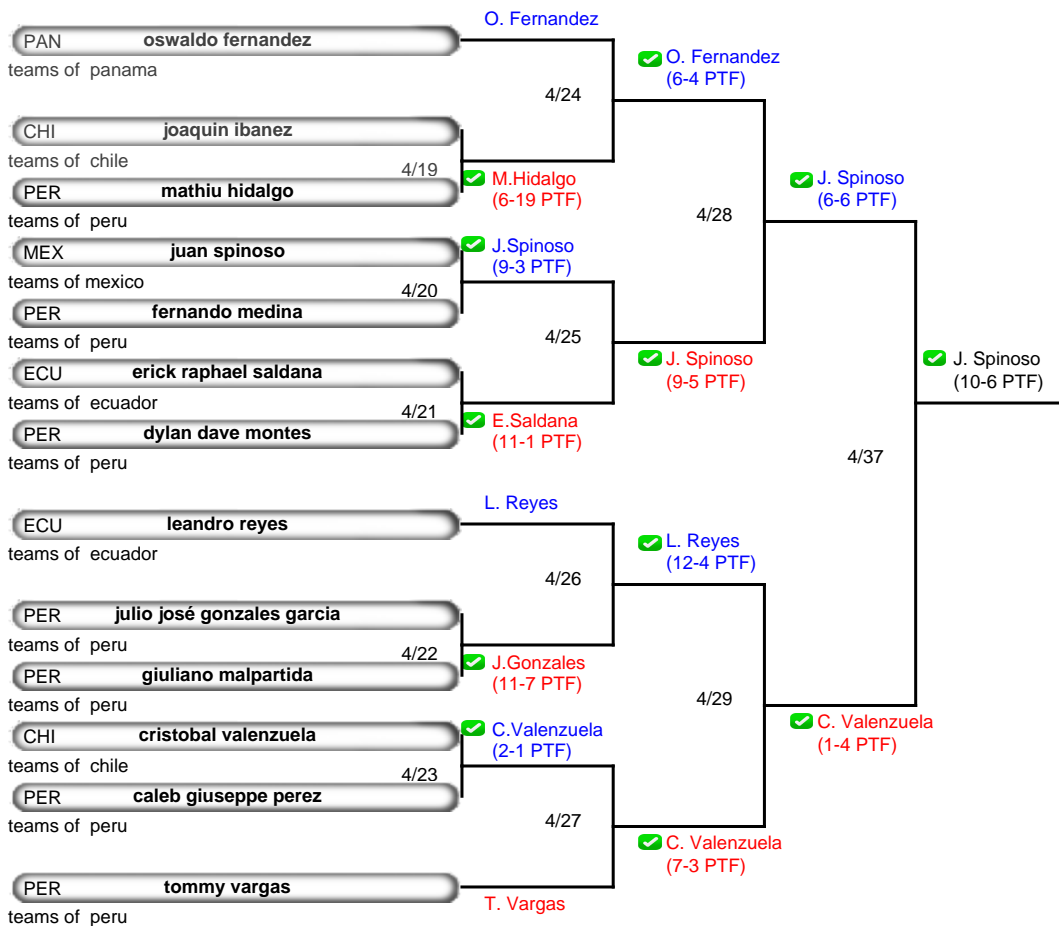 O. Fernandez
PAN oswaldo fernandez
teams of panama
O. Fernandez
(6-4 PTF)
4/24
CHI joaquin ibanez
teams of chile
4/19
M.Hidalgo
(6-19 PTF)
PER mathiu hidalgo
teams of peru
J. Spinoso
(6-6 PTF)
4/28
MEX juan spinoso
teams of mexico
J.Spinoso
(9-3 PTF)
4/20
PER fernando medina
teams of peru
4/25
J. Spinoso
(9-5 PTF)
J. Spinoso
(10-6 PTF)
ECU erick raphael saldana
teams of ecuador
4/21
E.Saldana
(11-1 PTF)
PER dylan dave montes
teams of peru
4/37
L. Reyes
ECU leandro reyes
teams of ecuador
L. Reyes
(12-4 PTF)
4/26
PER julio josé gonzales garcia
teams of peru
4/22
J.Gonzales
(11-7 PTF)
PER giuliano malpartida
teams of peru
4/29
C. Valenzuela
(1-4 PTF)
CHI cristobal valenzuela
teams of chile
C.Valenzuela
(2-1 PTF)
4/23
PER caleb giuseppe perez
teams of peru
4/27
C. Valenzuela
(7-3 PTF)
PER tommy vargas
teams of peru
T. Vargas